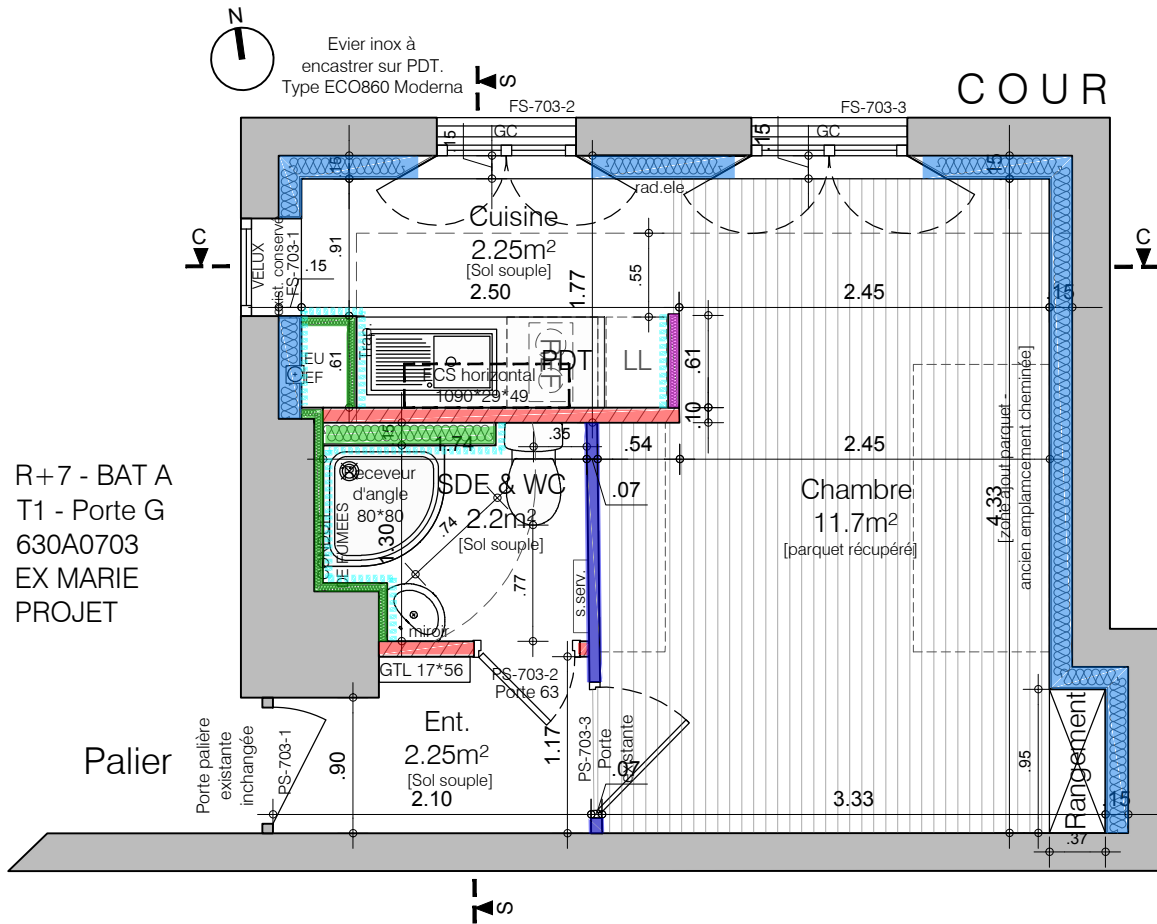 N
Evier inox à
encastrer sur PDT.
Type ECO860 Moderna
S
COUR
FS-703-2
FS-703-3
GC
GC
.15
.15
.15
.15
rad.ele
Cuisine
2.25m²
[Sol souple]
2.50
1.77
.55
2.45
.15
C
C
VELUX
exist. conservé
FS-703-1
.91
.15
EU
EF
.61
PDT
LL
ECS horizontal
1090*29*49
.61
.10
.15
1.74
.35
.54
2.45
.07
R+7 - BAT A
T1 - Porte G
630A0703
EX MARIE
PROJET
Receveur
d'angle
80*80
CONDUIT
DE FUMEES
1.30
.74
SDE & WC
2.2m²
[Sol souple]
.77
s.serv.
miroir
Chambre
11.7m²
[parquet récupéré]
4.33
[zone ajout parquet -
ancien emplancement cheminée]
GTL 17*56
PS-703-2
Porte 63
PS-703-3
Porte
existante
.07
Palier
Porte palière
existante
inchangée
PS-703-1
.90
Ent.
2.25m²
[Sol souple]
2.10
1.17
3.33
.95
Rangement
.15
.37
S